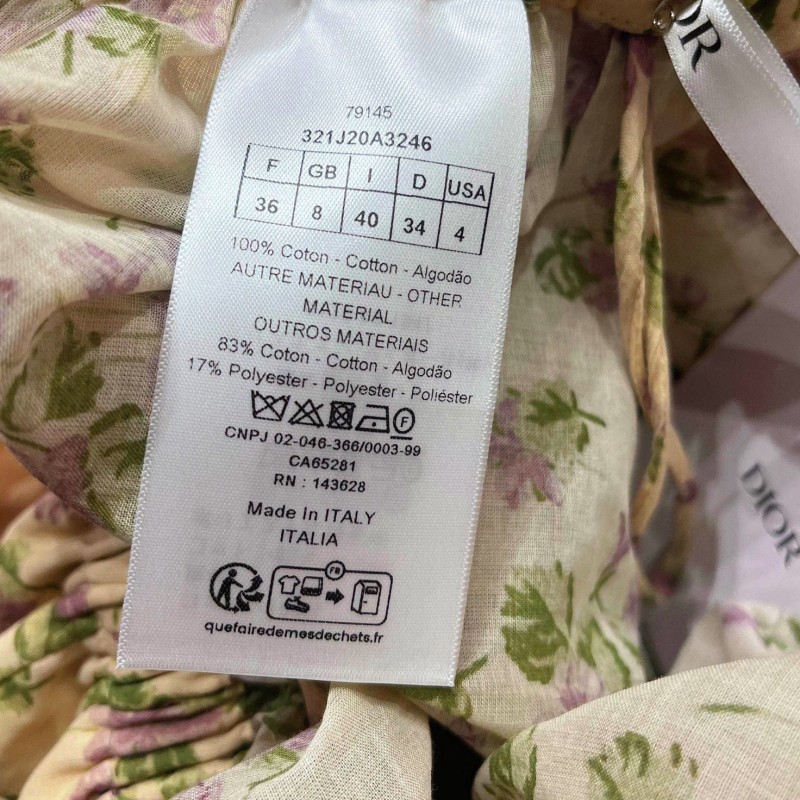 79145
321J20A3246
F GB I D USA
36 8 40 34 4
100% Coton - Cotton - Algodão
AUTRE MATERIAU - OTHER
MATERIAL
OUTROS MATERIAIS
83% Coton - Cotton - Algodão
17% Polyester - Polyester - Poliéster
F
CNPJ 02-046-366/0003-99
CA65281
RN : 143628
Made In ITALY
ITALIA
FR
quefairedemesdechets.fr
OR
DIOR